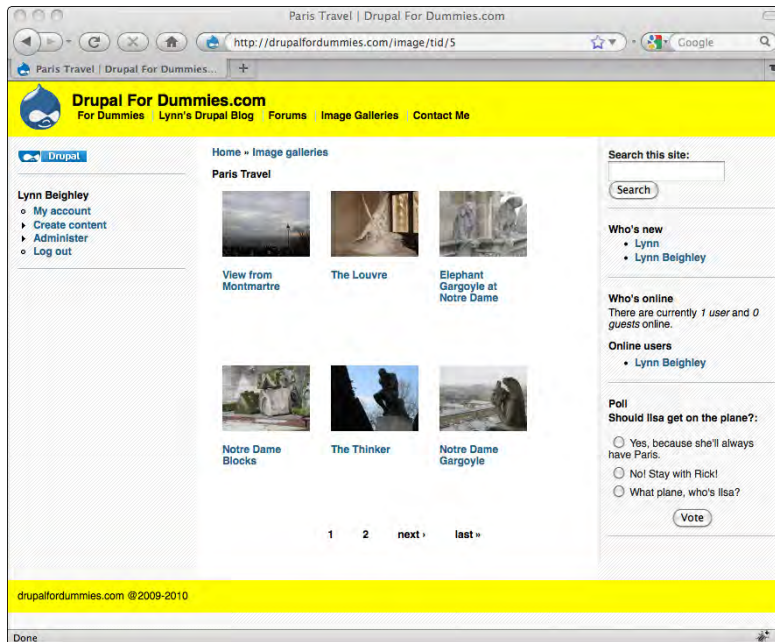 Paris Travel | Drupal For Dummies.com
http://drupalfordummies.com/image/tid/5
Google
Paris Travel | Drupal For Dummies...
+
Drupal For Dummies.com
For Dummies
Lynn's Drupal Blog
Forums
Image Galleries
Contact Me
Drupal
Lynn Beighley
My account
Create content
Administer
Log out
Home » Image galleries
Paris Travel
View from
Montmartre
The Louvre
Elephant
Gargoyle at
Notre Dame
Notre Dame
Blocks
The Thinker
Notre Dame
Gargoyle
1 2 next › last »
Search this site:
Search
Who's new
Lynn
Lynn Beighley
Who's online
There are currently 1 user and 0
guests online.
Online users
Lynn Beighley
Poll
Should Ilsa get on the plane?:
Yes, because she'll always
have Paris.
No! Stay with Rick!
What plane, who's Ilsa?
Vote
drupalfordummies.com @2009-2010
Done